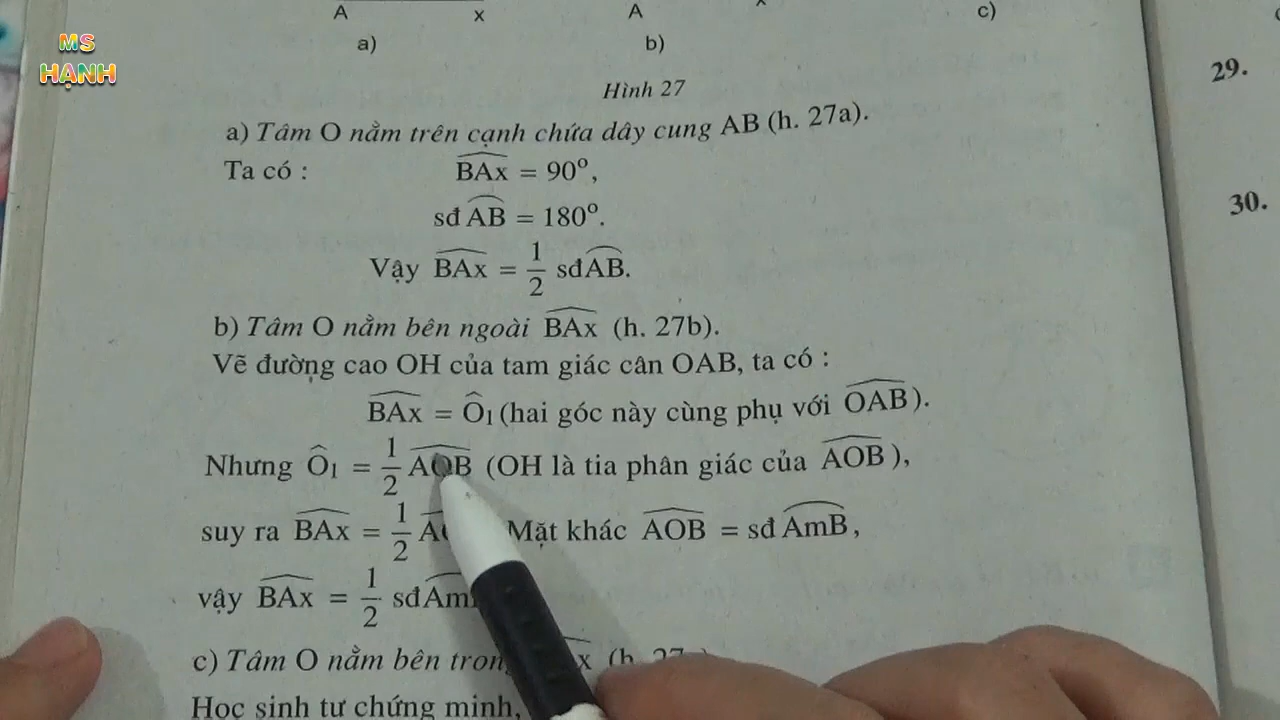 MS
HẠNH
A x A x c)
a) b)
Hình 27
29.
a) Tâm O nằm trên cạnh chứa dây cung AB (h. 27a).
Ta có : BAx = 90°,
30.
sđ AB = 180°.
Vậy BAx = 1/2 sđAB.
b) Tâm O nằm bên ngoài BAx (h. 27b).
Vẽ đường cao OH của tam giác cân OAB, ta có :
BAx = Ô1 (hai góc này cùng phụ với OAB).
Nhưng Ô1 = 1/2 AOB (OH là tia phân giác của AOB),
suy ra BAx = 1/2 Mặt khác AOB = sđ AmB,
vậy BAx = 1/2 sđ
c) Tâm O nằm bên
Học sinh tự chứng minh,